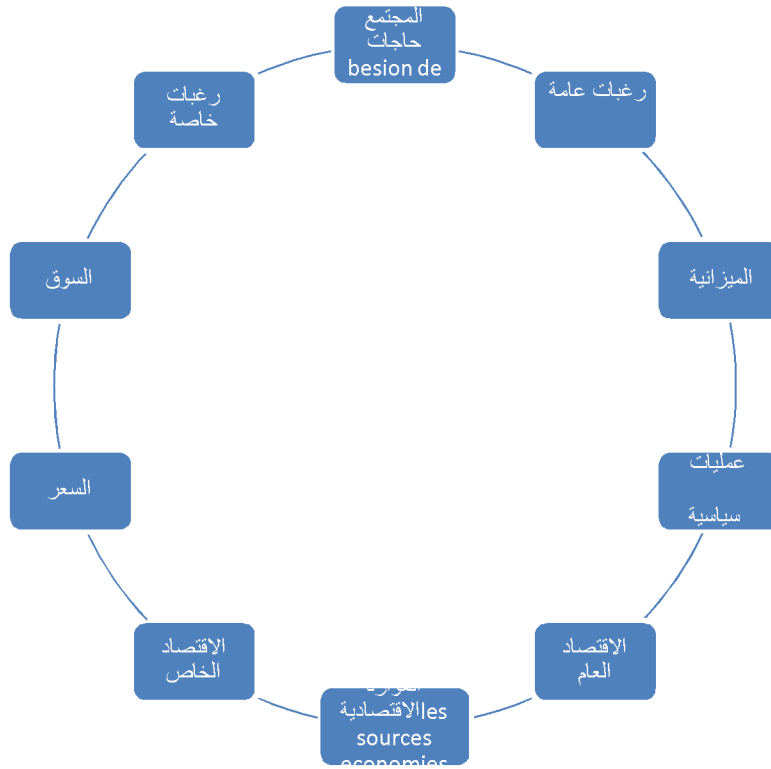 المجتمع
حاجات
besion de
رغبات عامة
الميزانية
عمليات
سياسية
الاقتصاد
العام
الاقتصادية les
sources
economies
الاقتصاد
الخاص
السعر
السوق
رغبات
خاصة